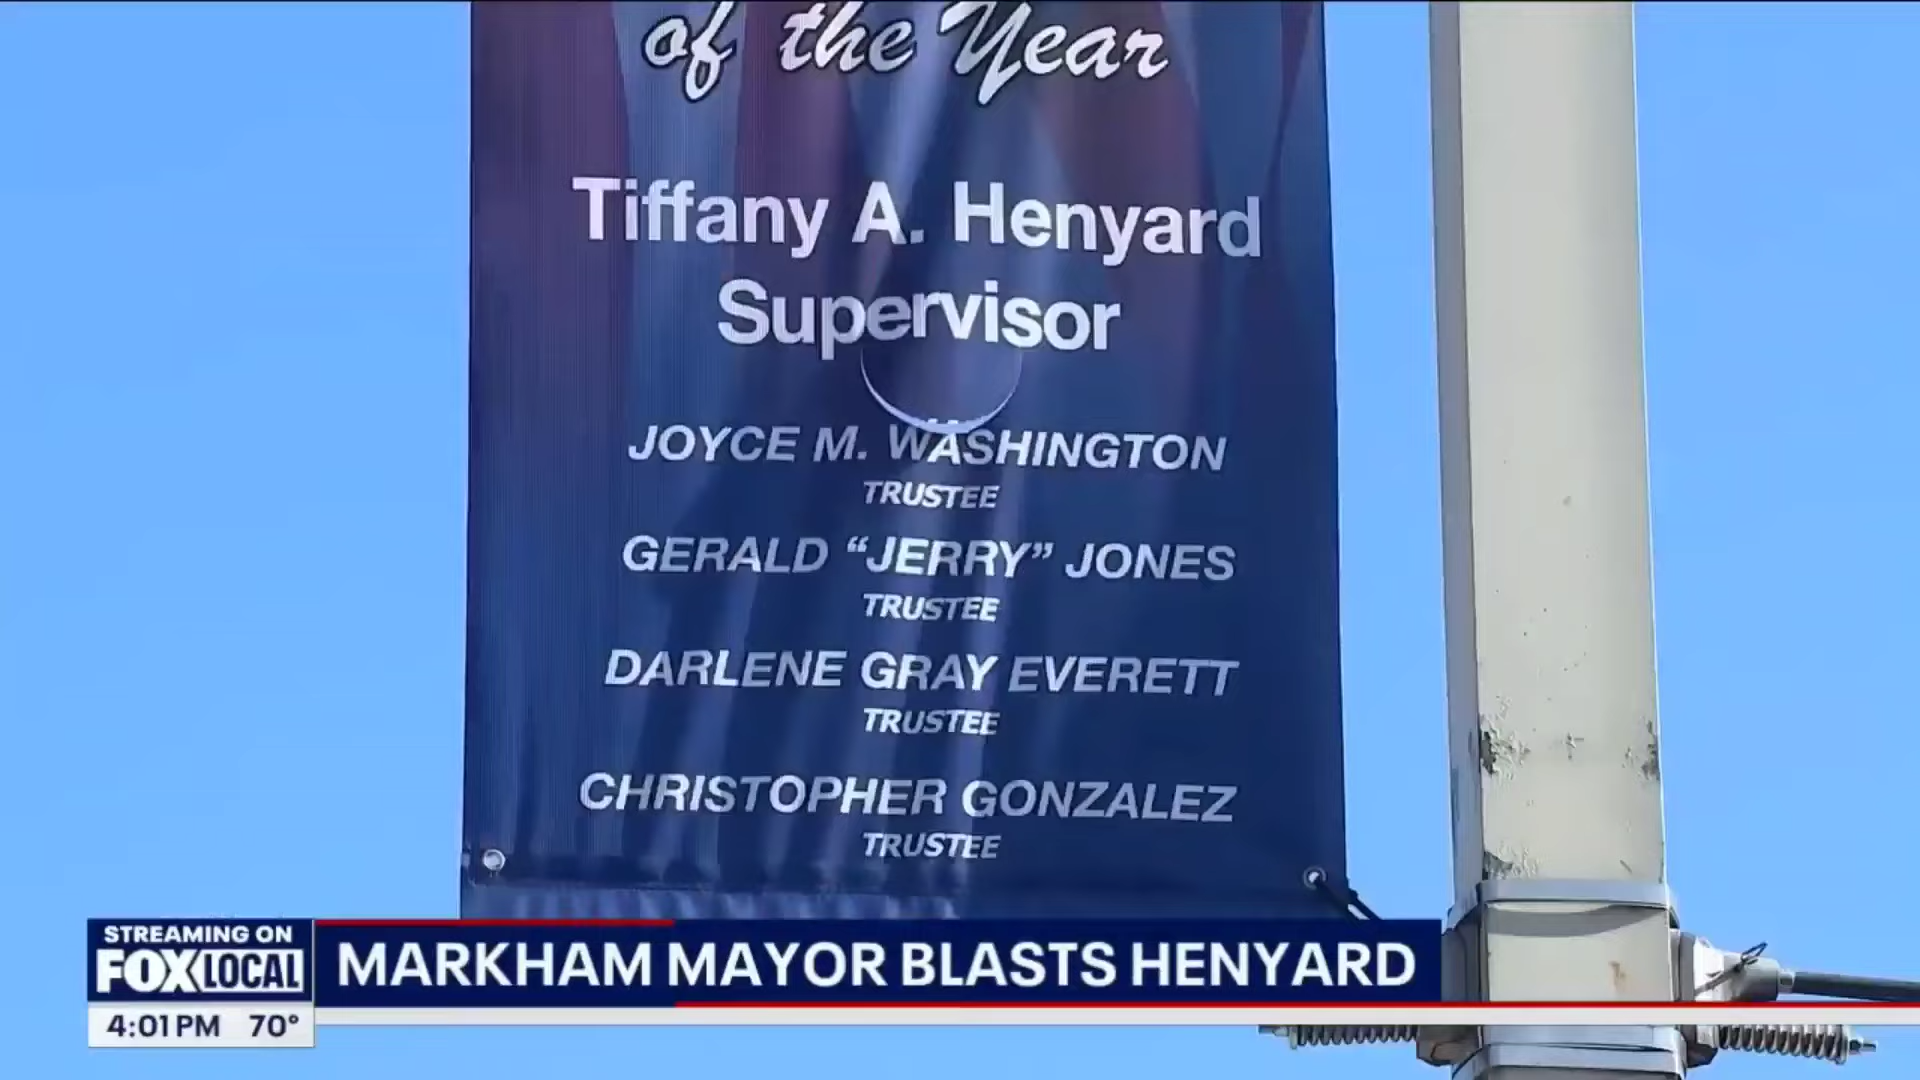 of the Year
Tiffany A. Henyard
Supervisor
JOYCE M. WASHINGTON
TRUSTEE
GERALD “JERRY” JONES
TRUSTEE
DARLENE GRAY EVERETT
TRUSTEE
CHRISTOPHER GONZALEZ
TRUSTEE
STREAMING ON
FOX LOCAL
MARKHAM MAYOR BLASTS HENYARD
4:01 PM 70°